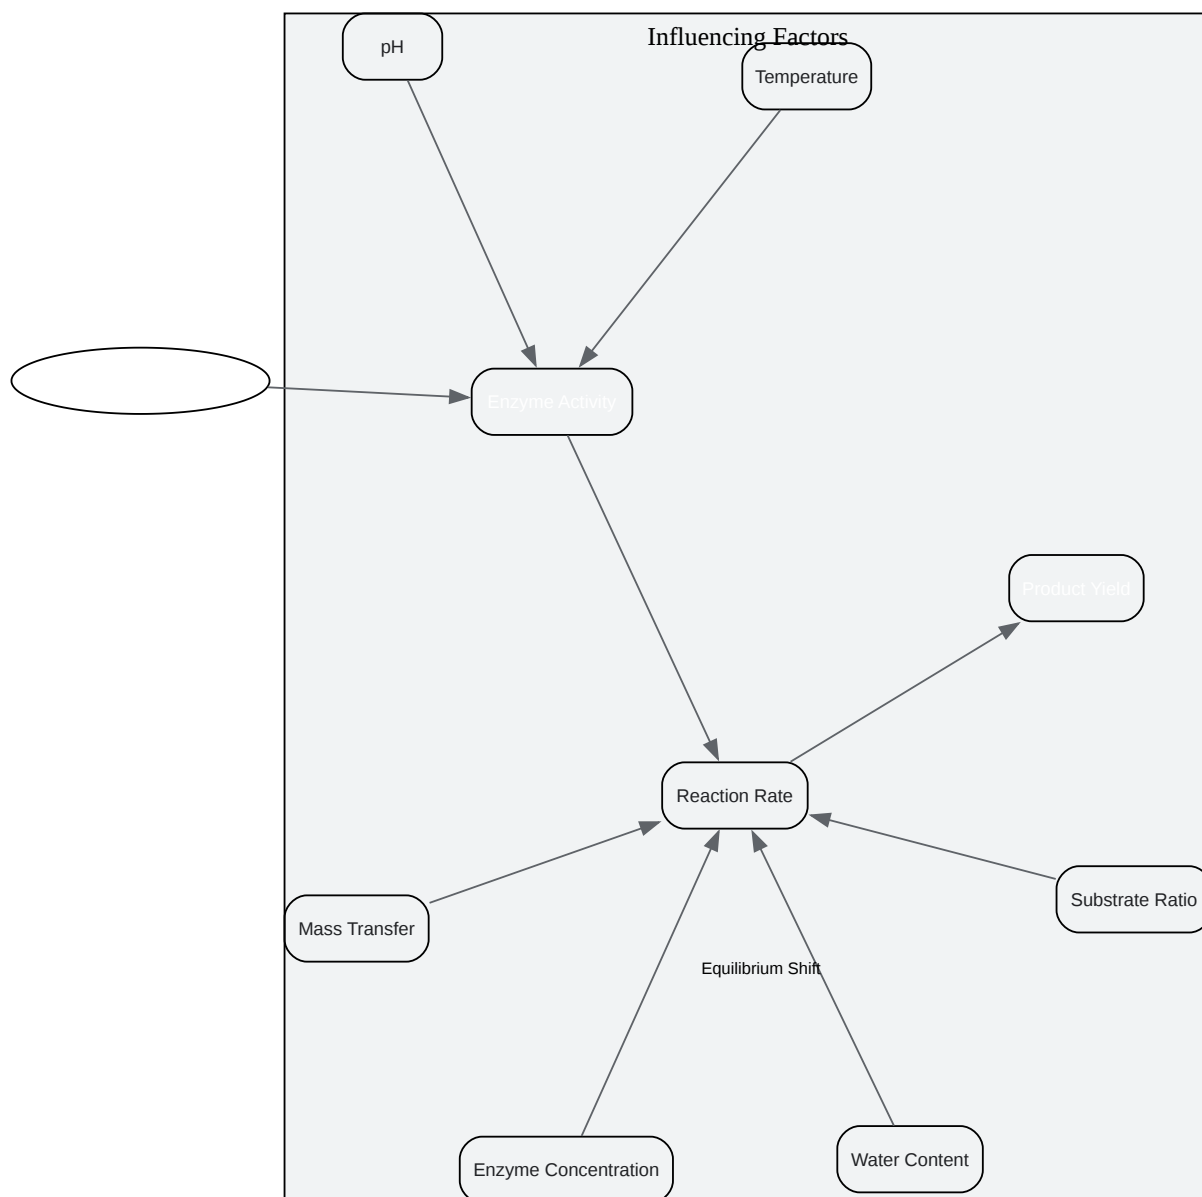 Influencing Factors
pH
Temperature
Enzyme Activity
Product Yield
Reaction Rate
Substrate Ratio
Mass Transfer
Equilibrium Shift
Water Content
Enzyme Concentration